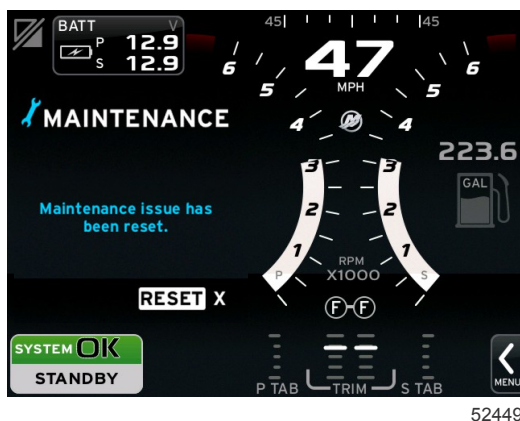 BATT V
P 12.9
S 12.9
MAINTENANCE
Maintenance issue has
been reset.
RESET X
SYSTEM OK
STANDBY
45 45
47
MPH
6 6
5 5
4 4
3 3
2 2
1 1
RPM
X1000
P S
F F
P TAB TRIM S TAB
223.6
GAL
MENU
52449